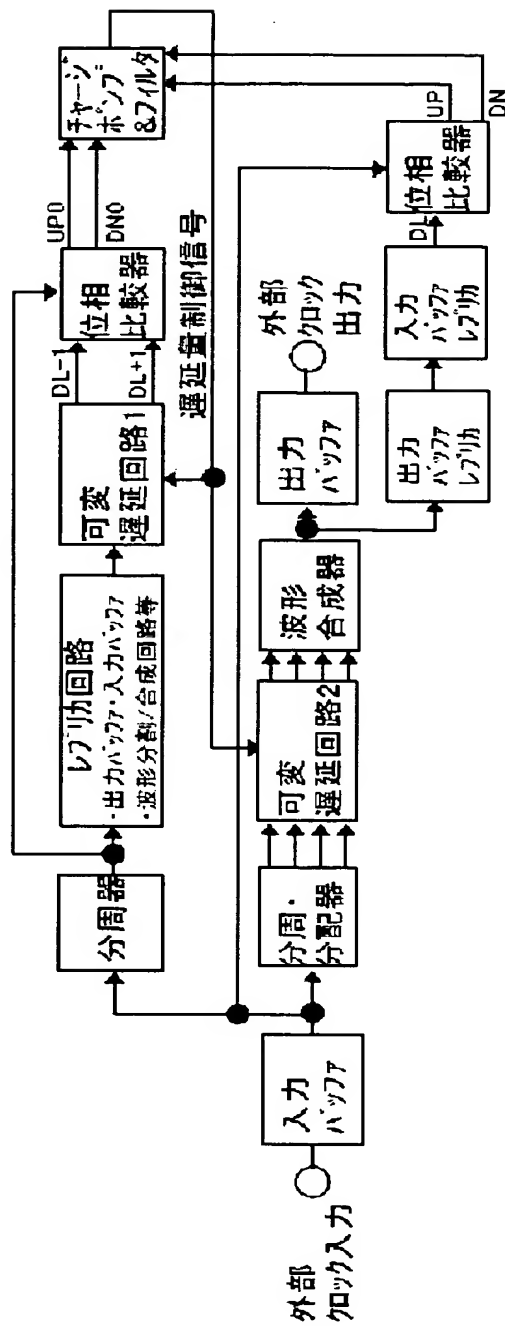 分周器
レプリカ回路
・出力バッファ・入力バッファ
・波形分割/合成回路等
可変
遅延回路1
DL-1
DL+1
位相
比較器
UP0
DN0
チャージ
ポンプ
&フィルタ
遅延量制御信号
外部
クロック入力
入力
バッファ
分周・
分配器
可変
遅延回路2
波形
合成器
出力
バッファ
外部
クロック
出力
出力
バッファ
レプリカ
入力
バッファ
レプリカ
DL
位相
比較器
UP
DN